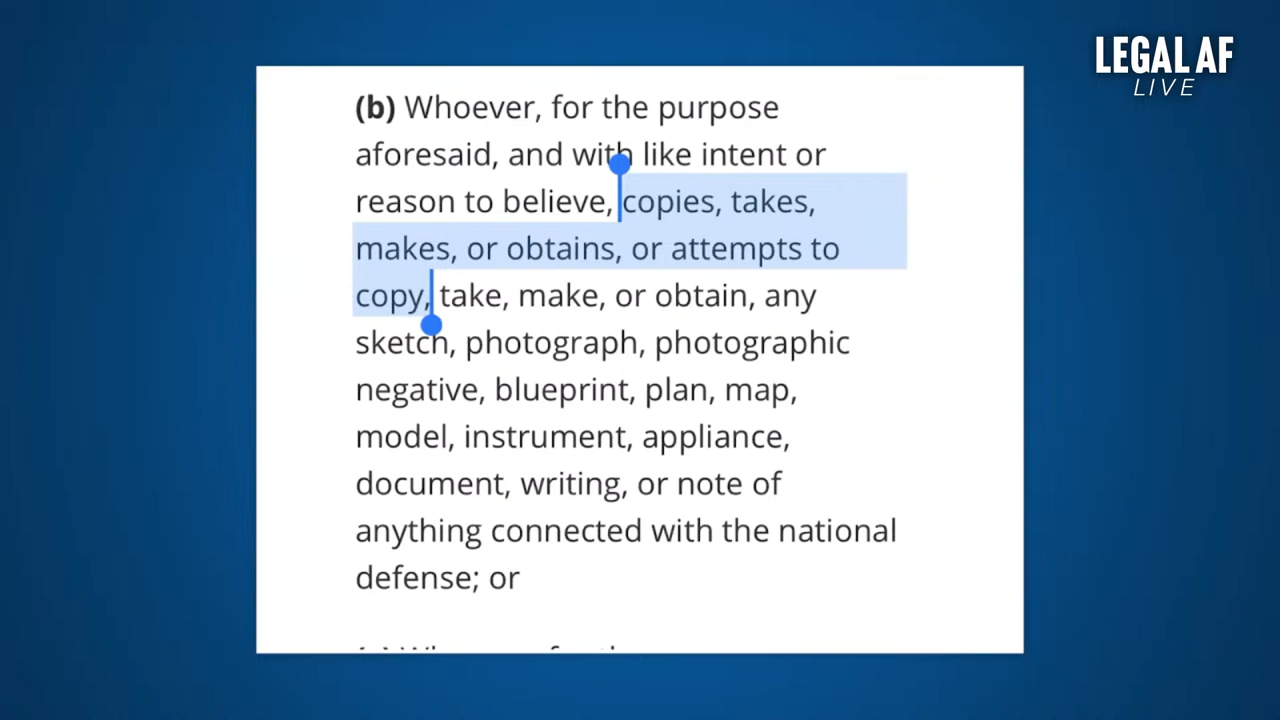 LEGAL AF
LIVE
(b) Whoever, for the purpose
aforesaid, and with like intent or
reason to believe, copies, takes,
makes, or obtains, or attempts to
copy, take, make, or obtain, any
sketch, photograph, photographic
negative, blueprint, plan, map,
model, instrument, appliance,
document, writing, or note of
anything connected with the national
defense; or